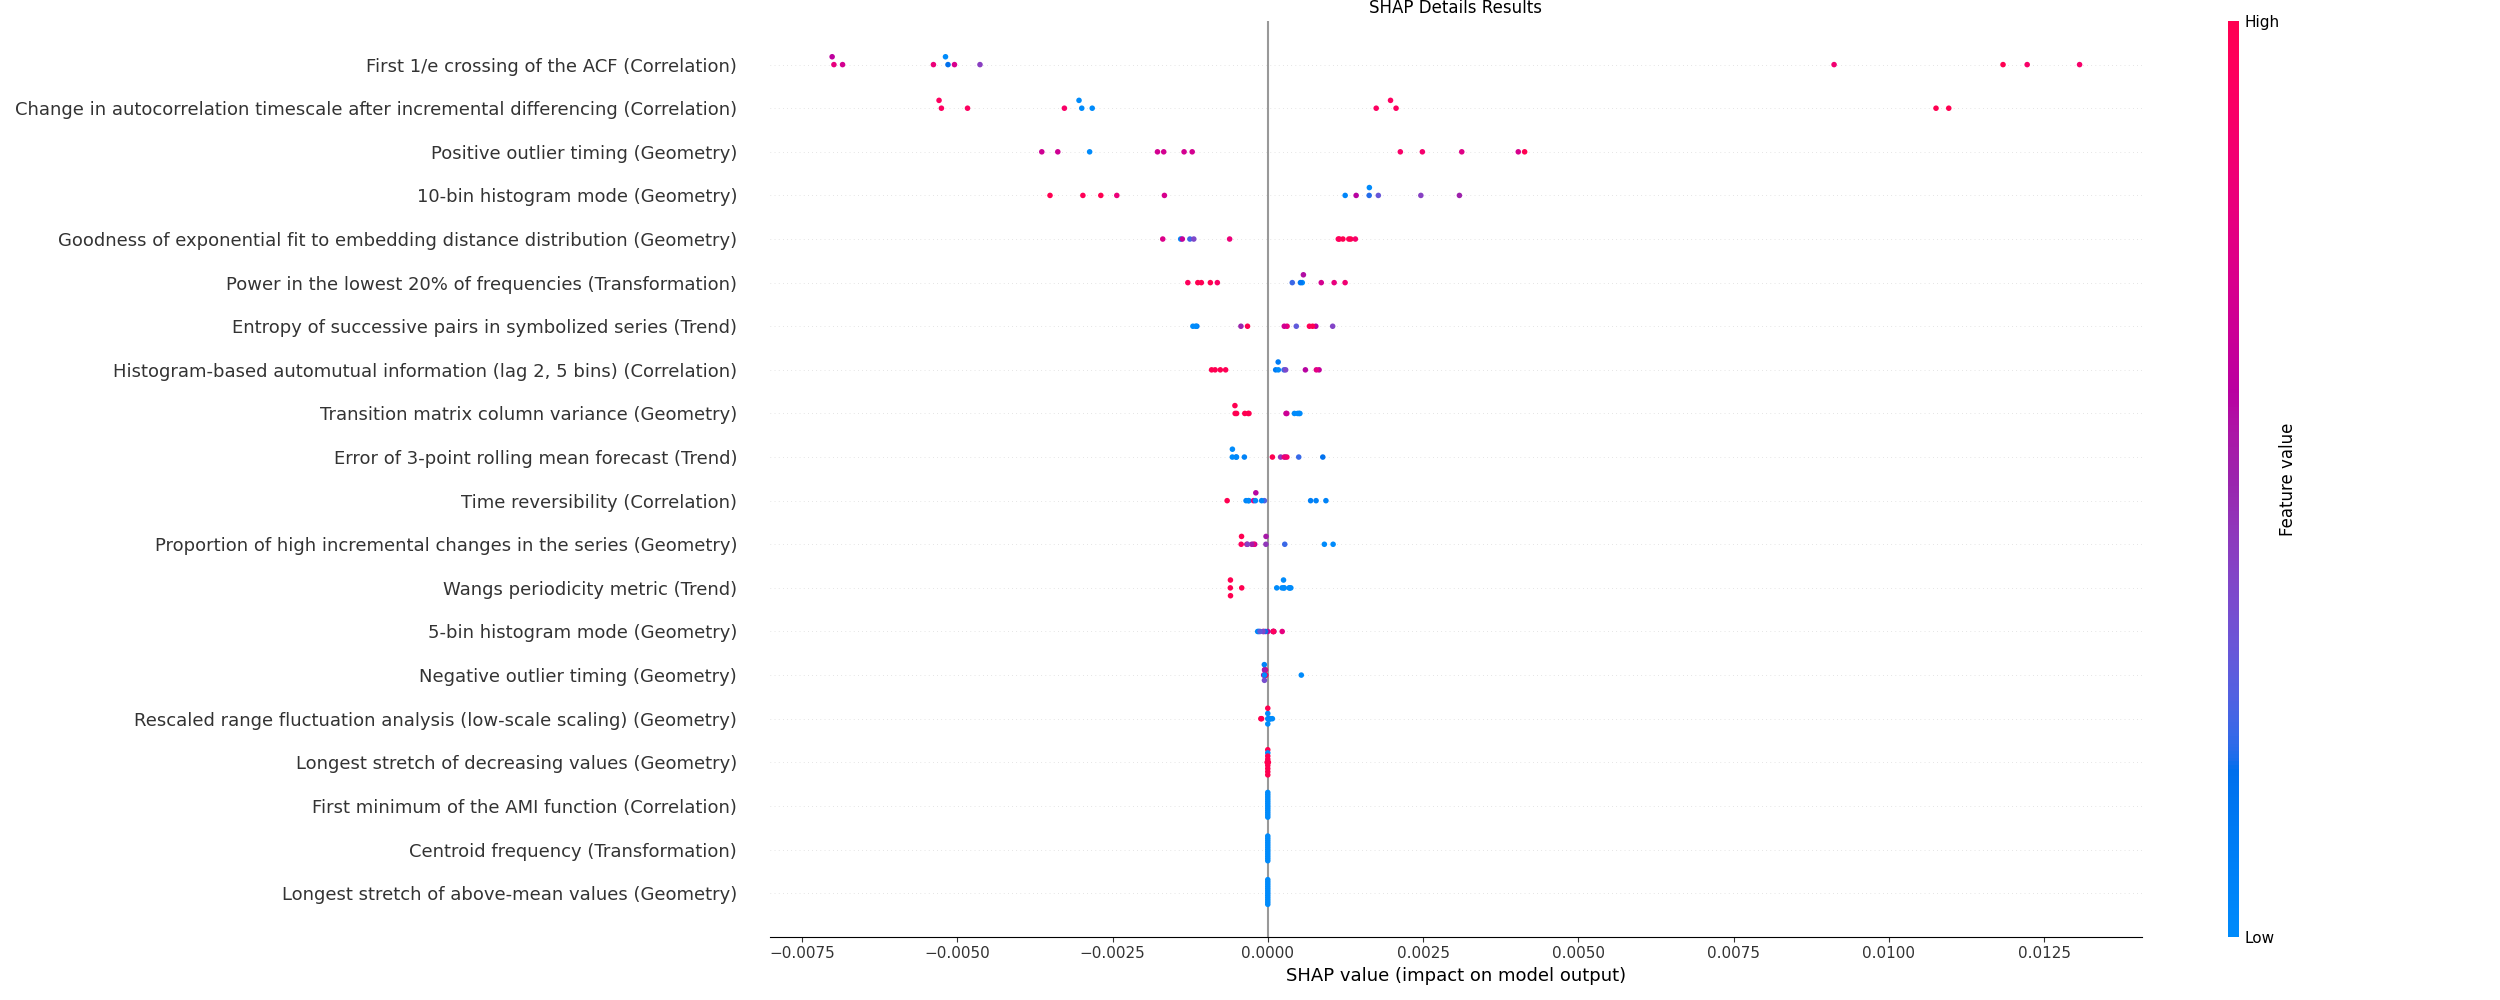 SHAP Details Results
High
First 1/e crossing of the ACF (Correlation)
Change in autocorrelation timescale after incremental differencing (Correlation)
Positive outlier timing (Geometry)
10-bin histogram mode (Geometry)
Goodness of exponential fit to embedding distance distribution (Geometry)
Power in the lowest 20% of frequencies (Transformation)
Entropy of successive pairs in symbolized series (Trend)
Histogram-based automutual information (lag 2, 5 bins) (Correlation)
Transition matrix column variance (Geometry)
Error of 3-point rolling mean forecast (Trend)
Time reversibility (Correlation)
Proportion of high incremental changes in the series (Geometry)
Wangs periodicity metric (Trend)
5-bin histogram mode (Geometry)
Negative outlier timing (Geometry)
Rescaled range fluctuation analysis (low-scale scaling) (Geometry)
Longest stretch of decreasing values (Geometry)
First minimum of the AMI function (Correlation)
Centroid frequency (Transformation)
Longest stretch of above-mean values (Geometry)
Feature value
Low
−0.0075 −0.0050 −0.0025 0.0000 0.0025 0.0050 0.0075 0.0100 0.0125
SHAP value (impact on model output)